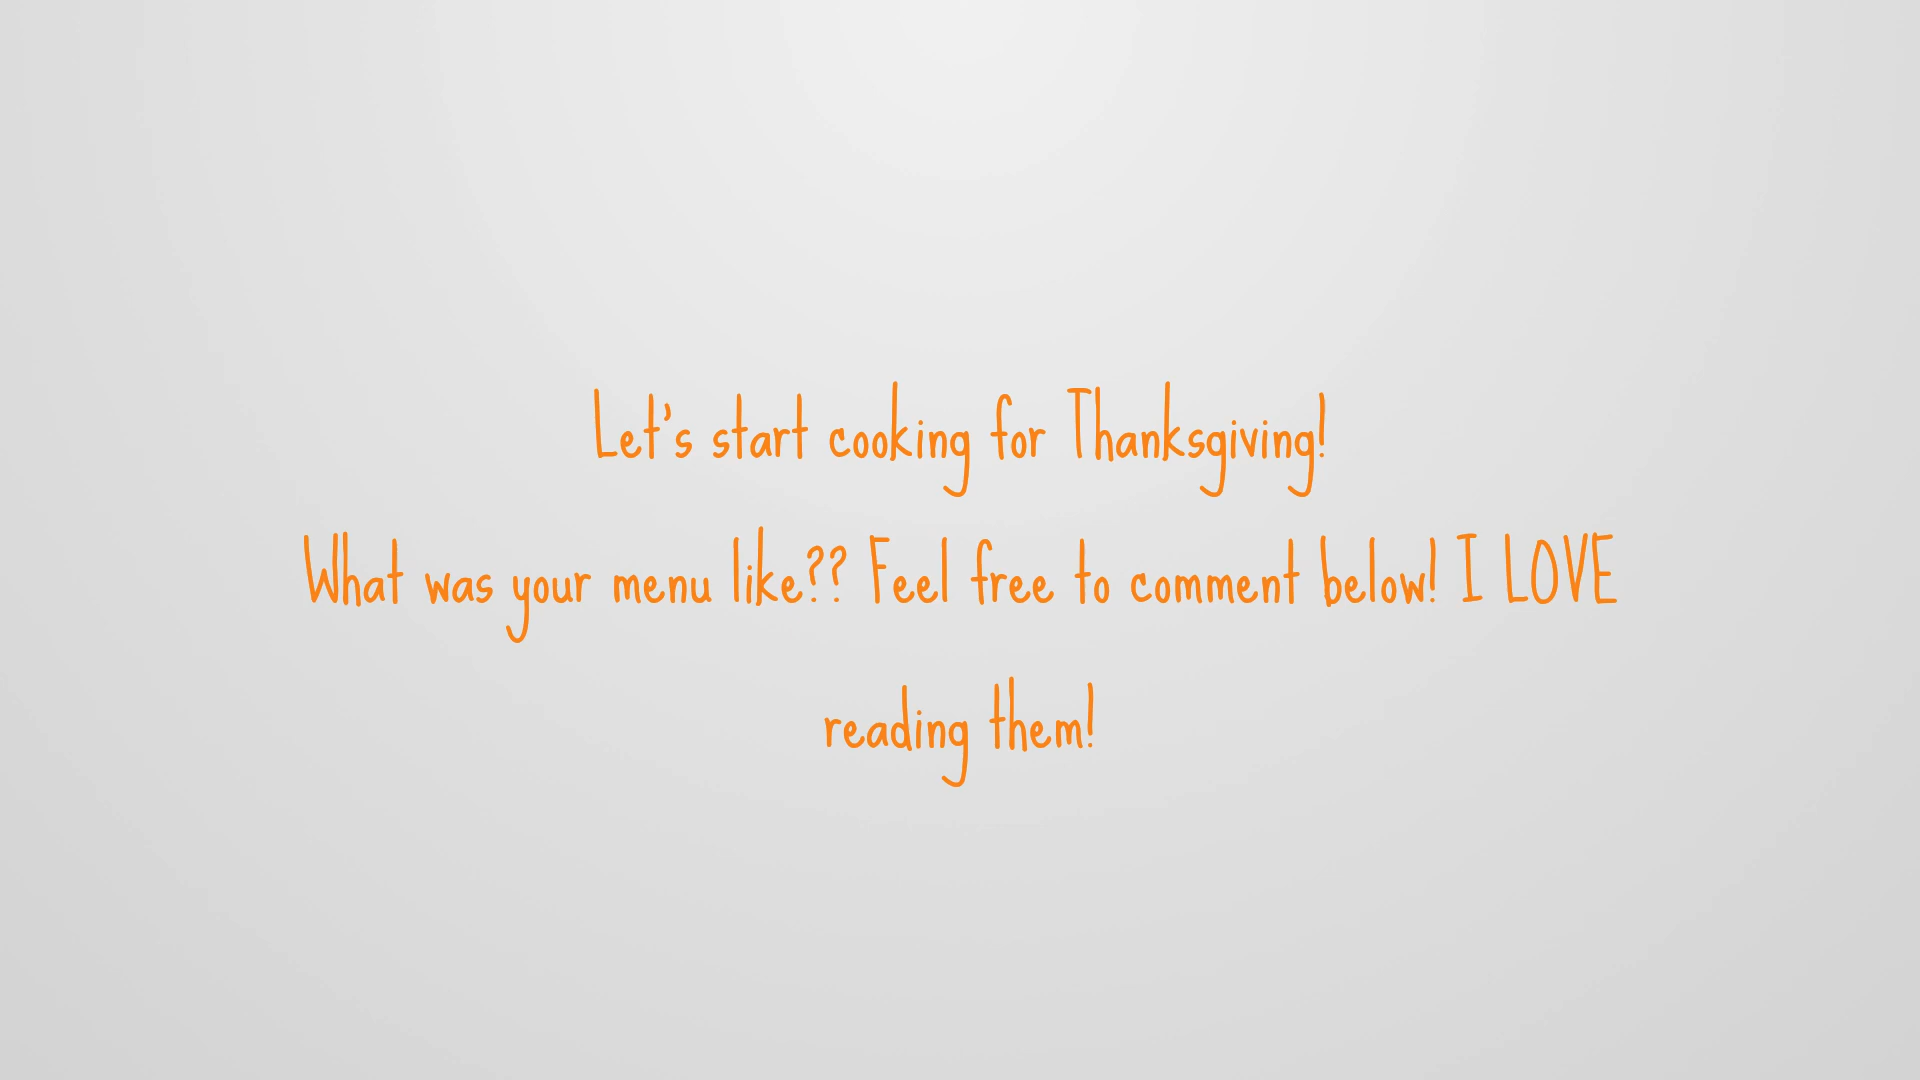 Let's start cooking for Thanksgiving!
What was your menu like?? Feel free to comment below! I LOVE
reading them!